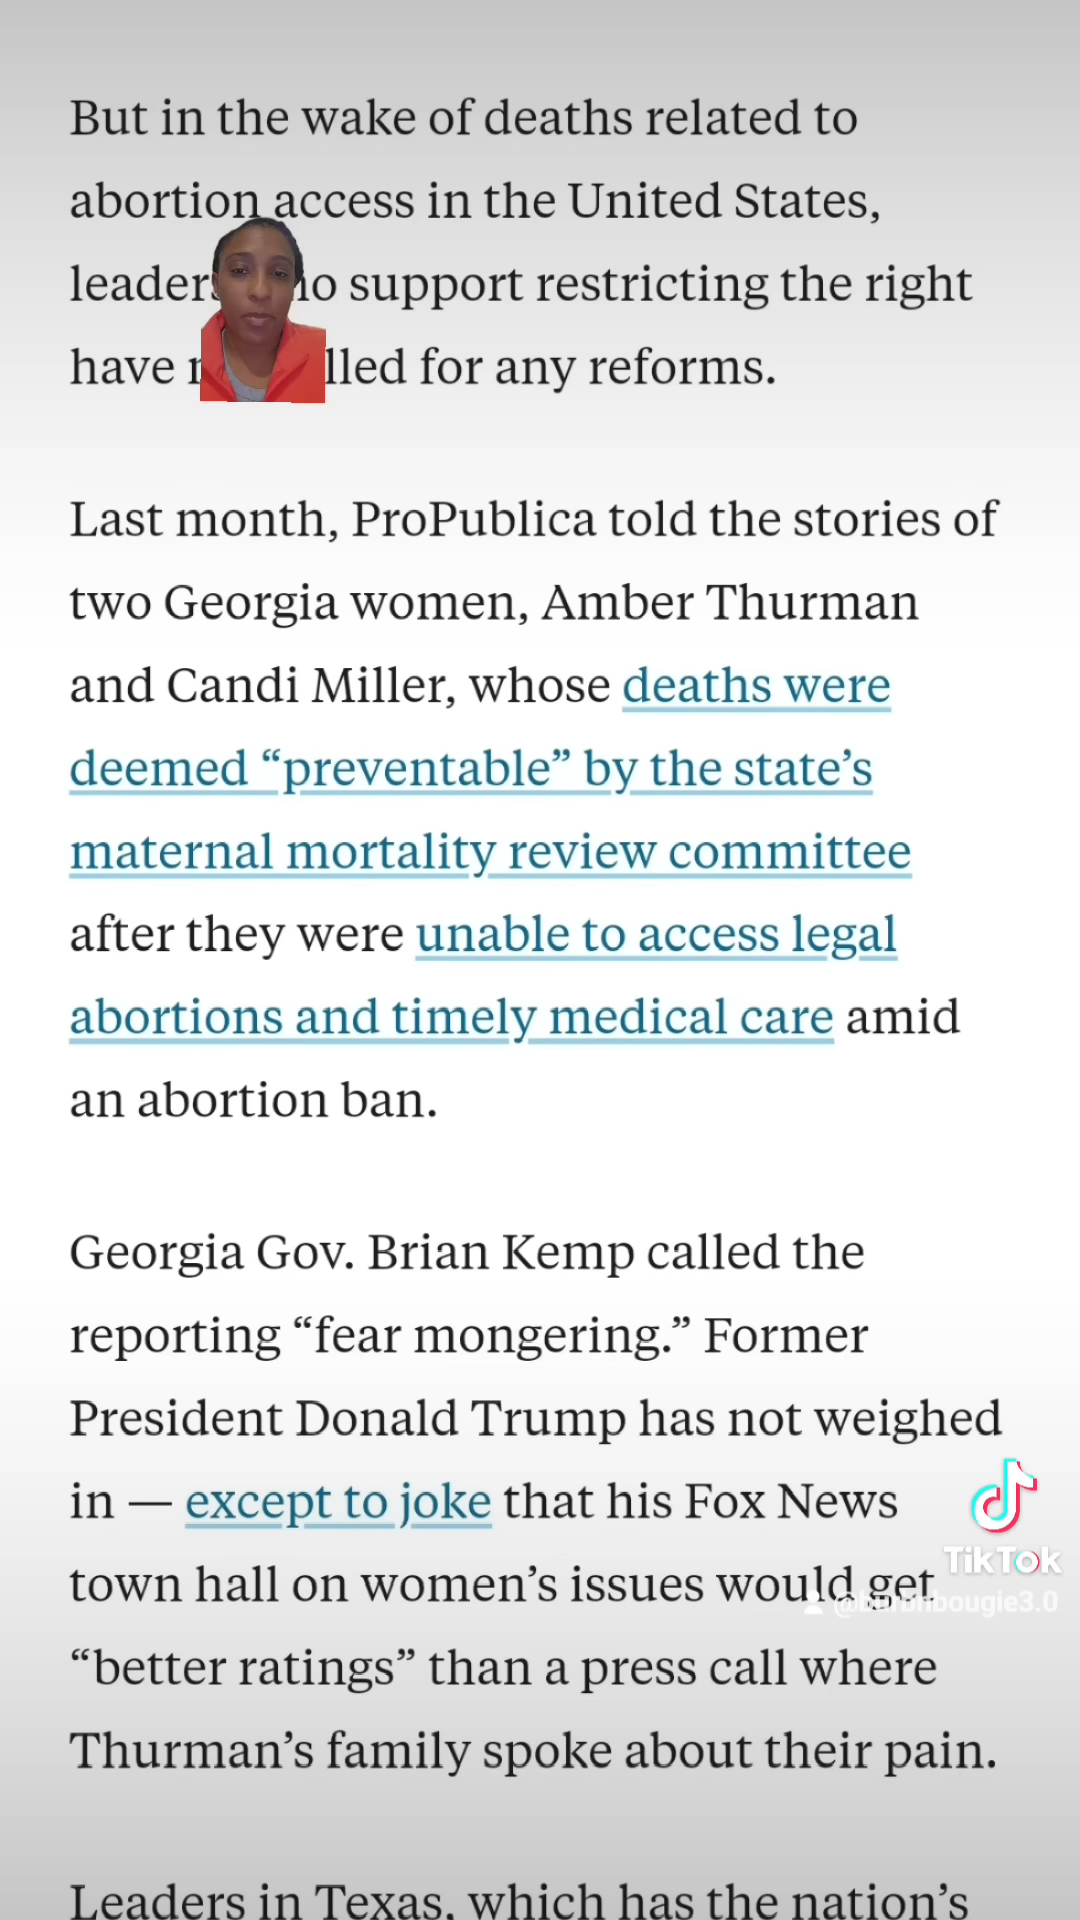 But in the wake of deaths related to
abortion access in the United States,
leader o support restricting the right
have lled for any reforms.
Last month, ProPublica told the stories of
two Georgia women, Amber Thurman
and Candi Miller, whose deaths were
deemed “preventable” by the state’s
maternal mortality review committee
after they were unable to access legal
abortions and timely medical care amid
an abortion ban.
Georgia Gov. Brian Kemp called the
reporting “fear mongering.” Former
President Donald Trump has not weighed
in — except to joke that his Fox News
town hall on women’s issues would get
“better ratings” than a press call where
Thurman’s family spoke about their pain.
Leaders in Texas, which has the nation’s
TikTok